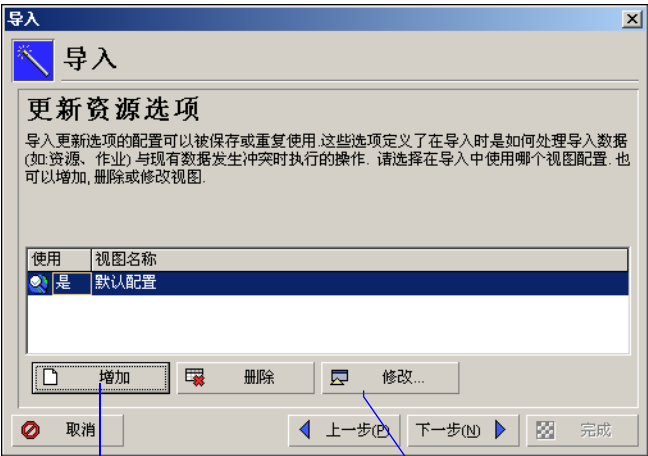 导入
导入
更新资源选项
导入更新选项的配置可以被保存或重复使用.这些选项定义了在导入时是如何处理导入数据
(如:资源、作业) 与现有数据发生冲突时执行的操作. 请选择在导入中使用哪个视图配置. 也
可以增加, 删除或修改视图.
使用 视图名称
是 默认配置
增加 删除 修改...
取消 上一步(P) 下一步(N) 完成